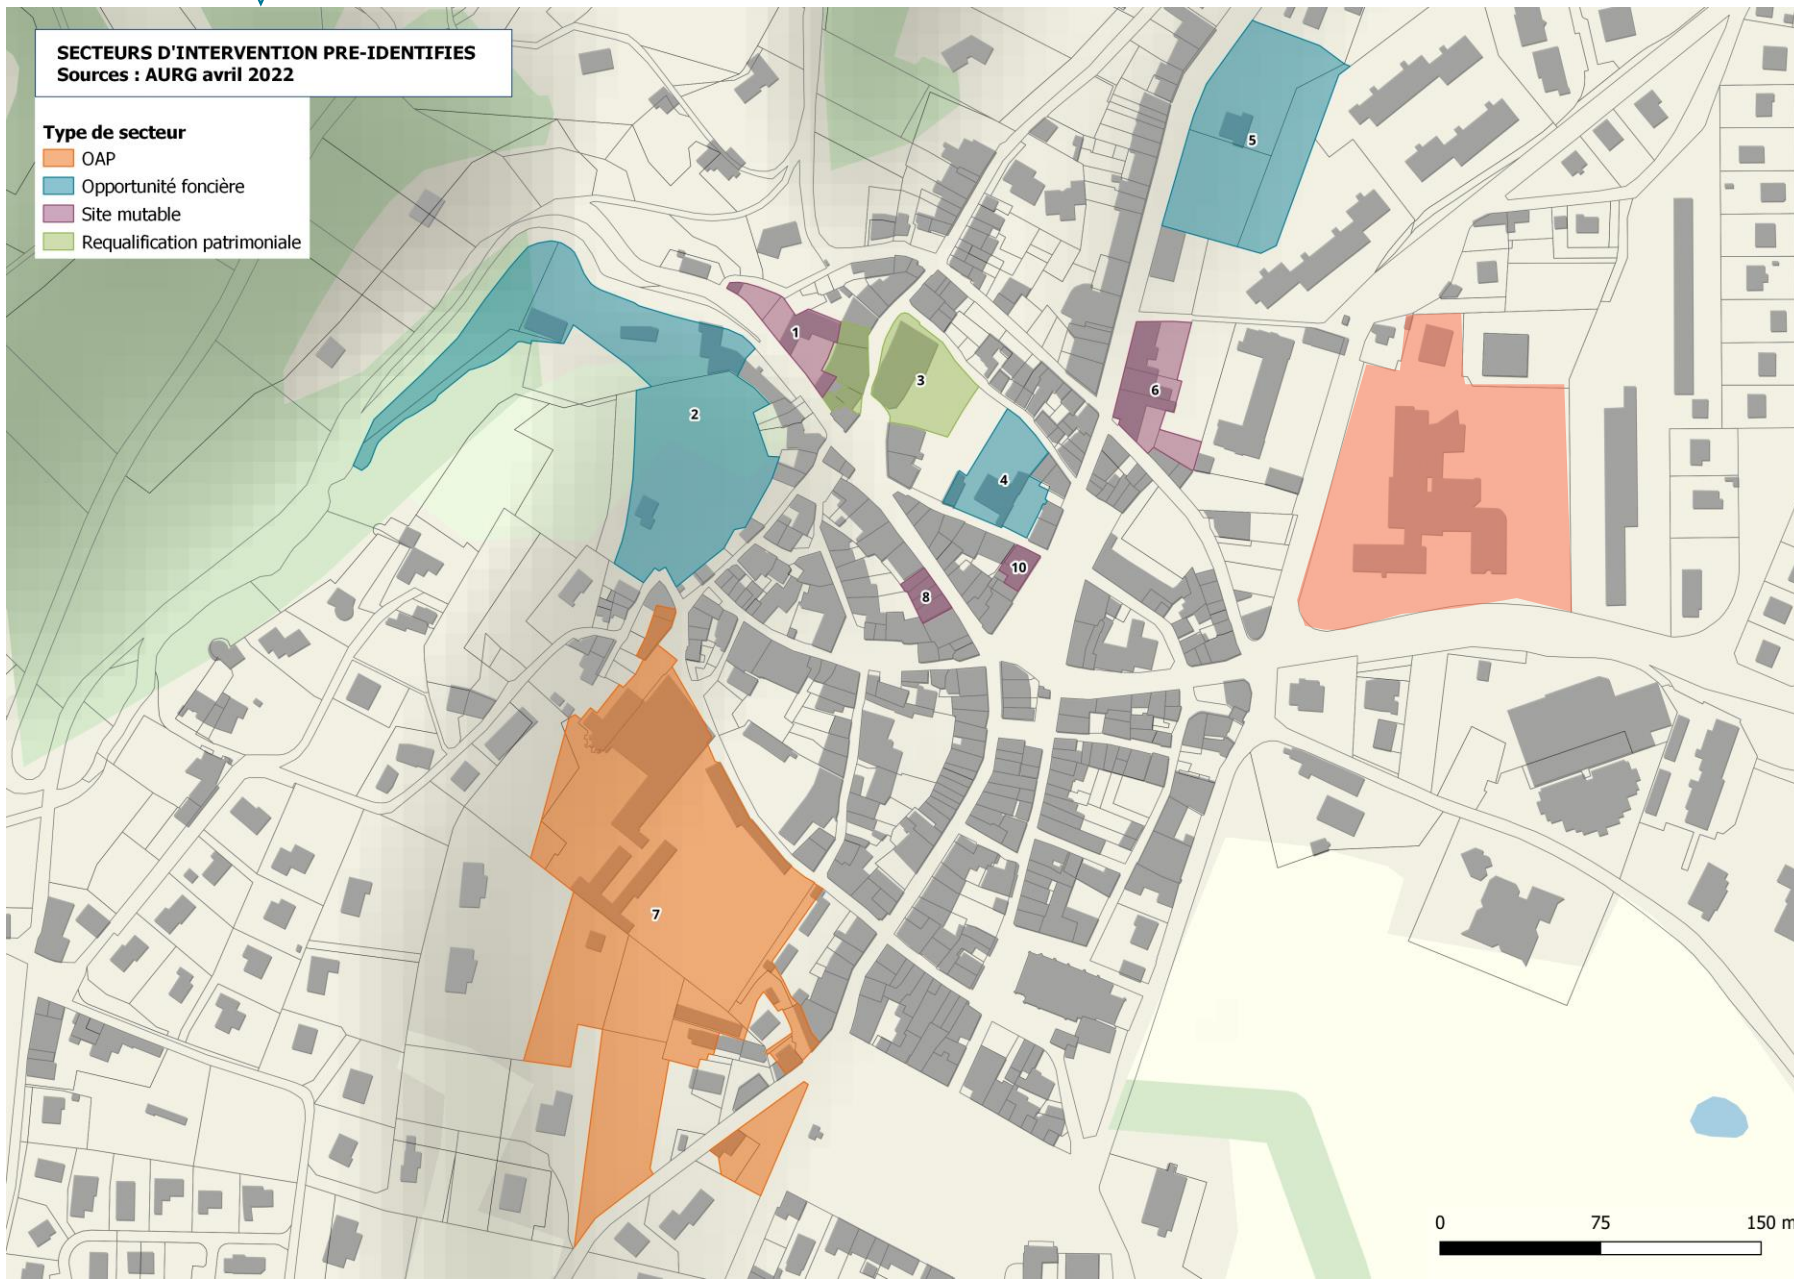 SECTEURS D'INTERVENTION PRE-IDENTIFIES
Sources : AURG avril 2022
Type de secteur
OAP
Opportunité foncière
Site mutable
Requalification patrimoniale
5
1
3
6
2
4
10
8
7
0 75 150 m